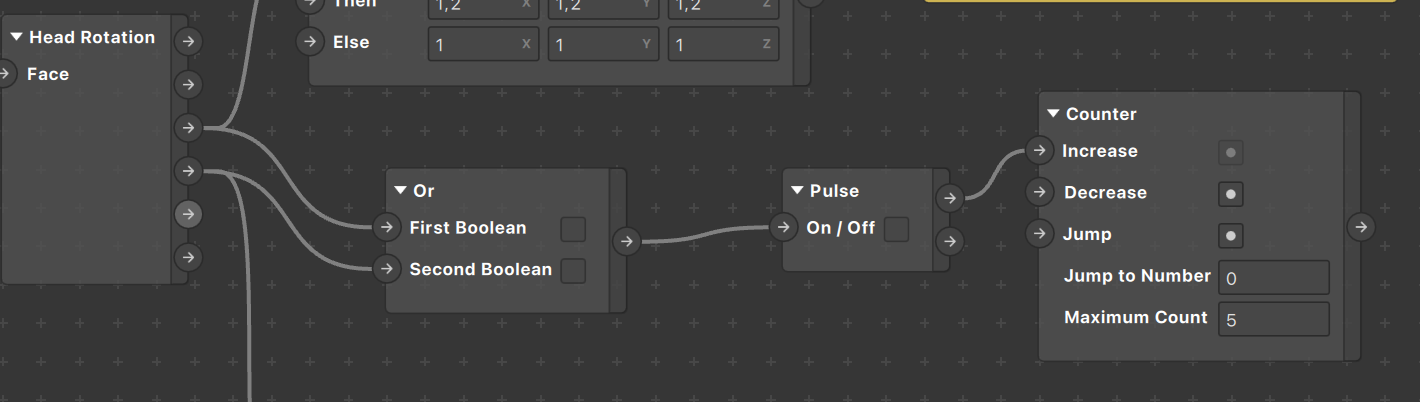 Then 1,2 X 1,2 Y 1,2 Z
Else 1 X 1 Y 1 Z
Head Rotation
Face
Or
First Boolean
Second Boolean
Pulse
On / Off
Counter
Increase
Decrease
Jump
Jump to Number 0
Maximum Count 5